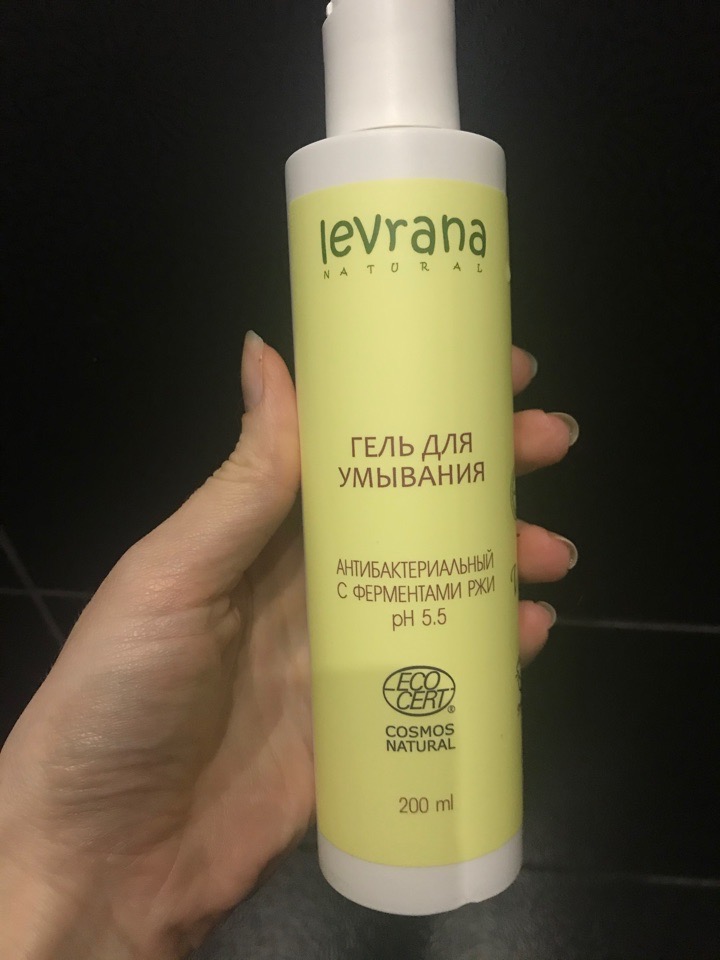 levrana
NATURAL
ГЕЛЬ ДЛЯ
УМЫВАНИЯ
АНТИБАКТЕРИАЛЬНЫЙ
С ФЕРМЕНТАМИ РЖИ
pH 5.5
ECO
CERT®
COSMOS
NATURAL
200 ml